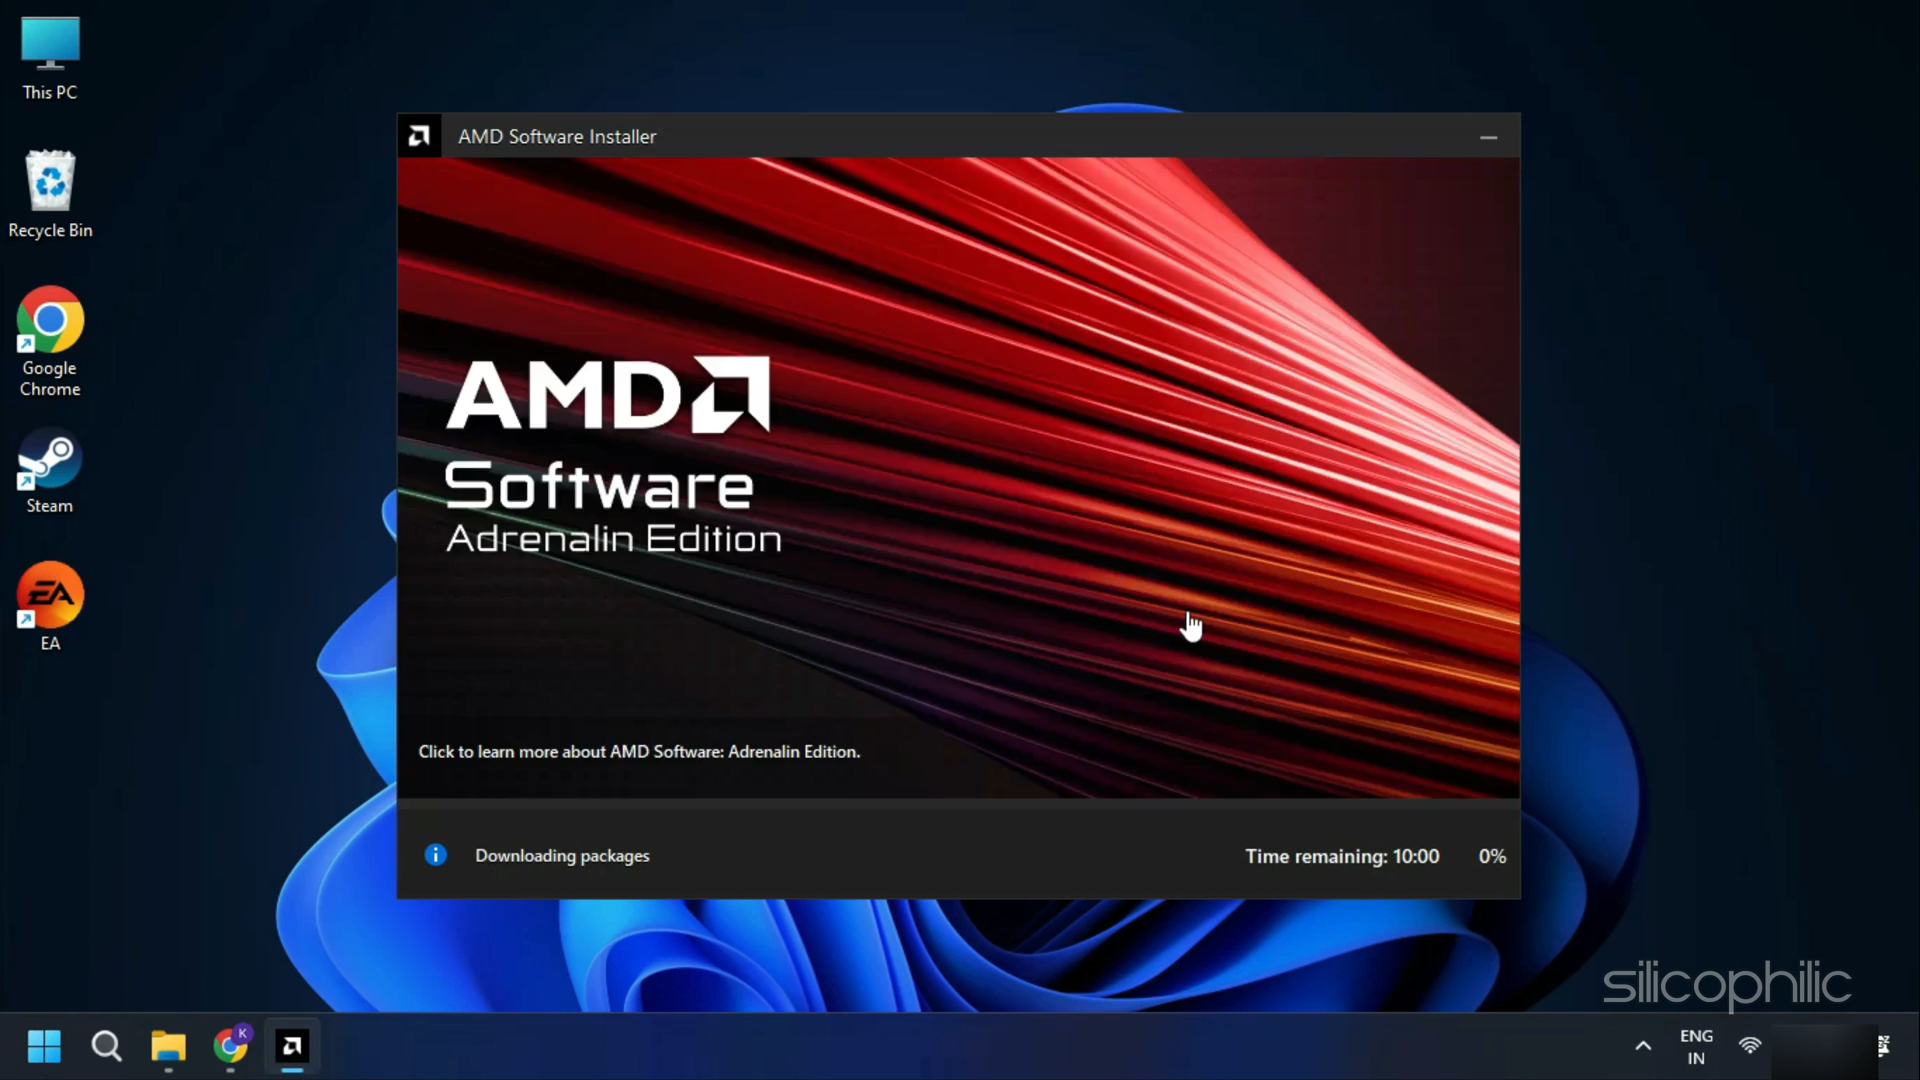 This PC
Recycle Bin
Google
Chrome
Steam
EA
EA
AMD Software Installer
AMD
Software
Adrenalin Edition
Click to learn more about AMD Software: Adrenalin Edition.
Downloading packages
Time remaining: 10:00 0%
silicophilic
K
ENG
IN